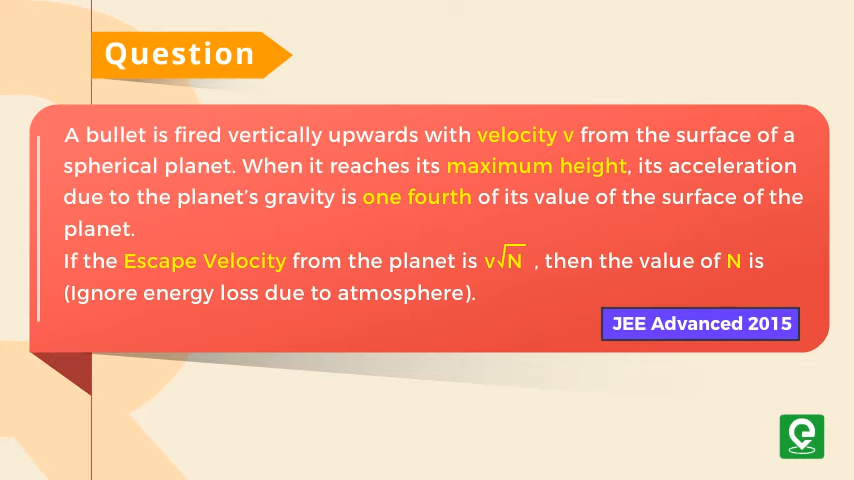 Question
A bullet is fired vertically upwards with velocity v from the surface of a
spherical planet. When it reaches its maximum height, its acceleration
due to the planet's gravity is one fourth of its value of the surface of the
planet.
If the Escape Velocity from the planet is v√N , then the value of N is
(Ignore energy loss due to atmosphere).
JEE Advanced 2015